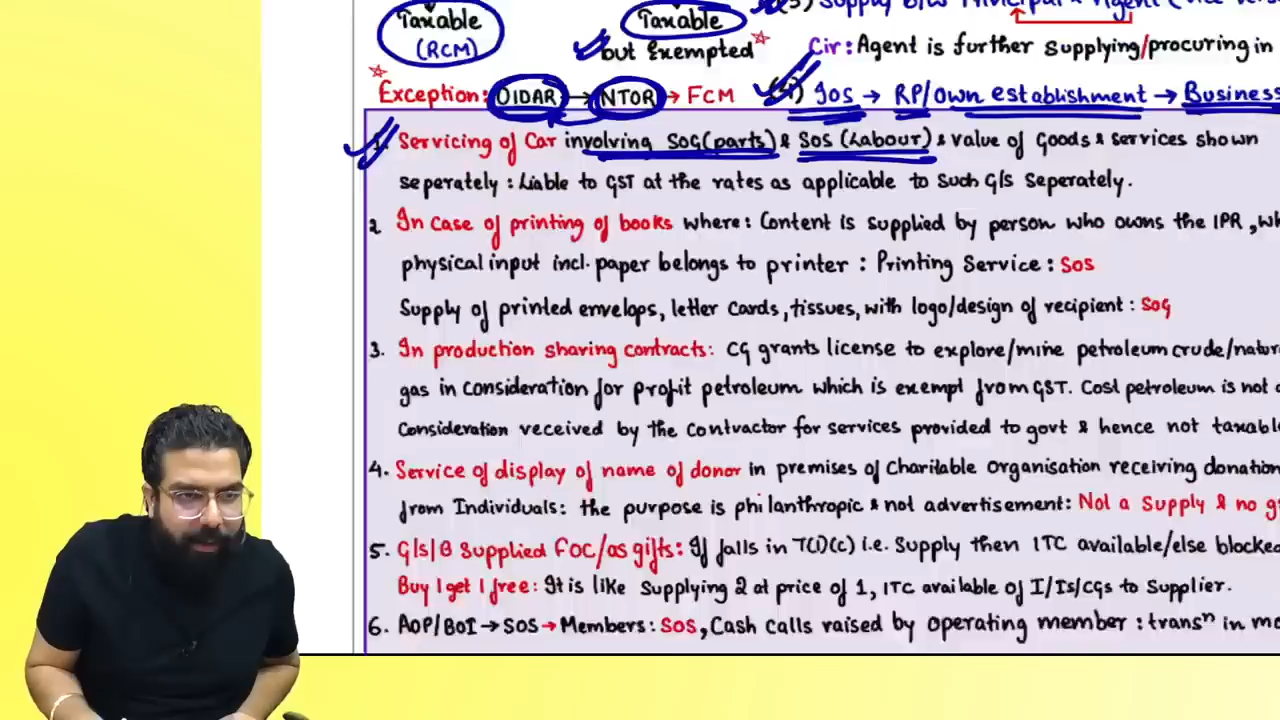 Taxable
(RCM)
Taxable
but Exempted
Cir: Agent is further supplying/procuring in
Exception: OIDAR → NTOR → FCM
IOS → RP/Own establishment → Business
1. Servicing of Car involving SOG(parts) & SOS (Labour) & value of Goods & services shown
seperately : Liable to GST at the rates as applicable to Such G/S Seperately.
2 In Case of printing of books where: Content is supplied by person who owns the IPR,
physical input incl. paper belongs to printer : Printing Service : SOS
Supply of printed envelops, letter Cards, tissues, with logo/design of recipient : SOG
3. In production sharing contracts: CG grants license to explore/mine petroleum crude/natur
gas in Consideration for profit petroleum which is exempt from GST. Cost petroleum is not
Consideration received by the Contractor for services provided to govt & hence not taxabl
4. Service of display of name of donor in premises of Charitable Organisation receiving donation
from Individuals: the purpose is philanthropic & not advertisement: Not a Supply & no
5. G/S/B Supplied FOC/as gifts: If falls in 7(1)(c) i.e. Supply then ITC available/else blocked
Buy 1 get 1 free: It is like Supplying 2 at price of 1, ITC available of I/Is/CGs to Supplier.
6. AOP/BOI → SOS → Members: SOS, Cash calls raised by operating member : transⁿ in